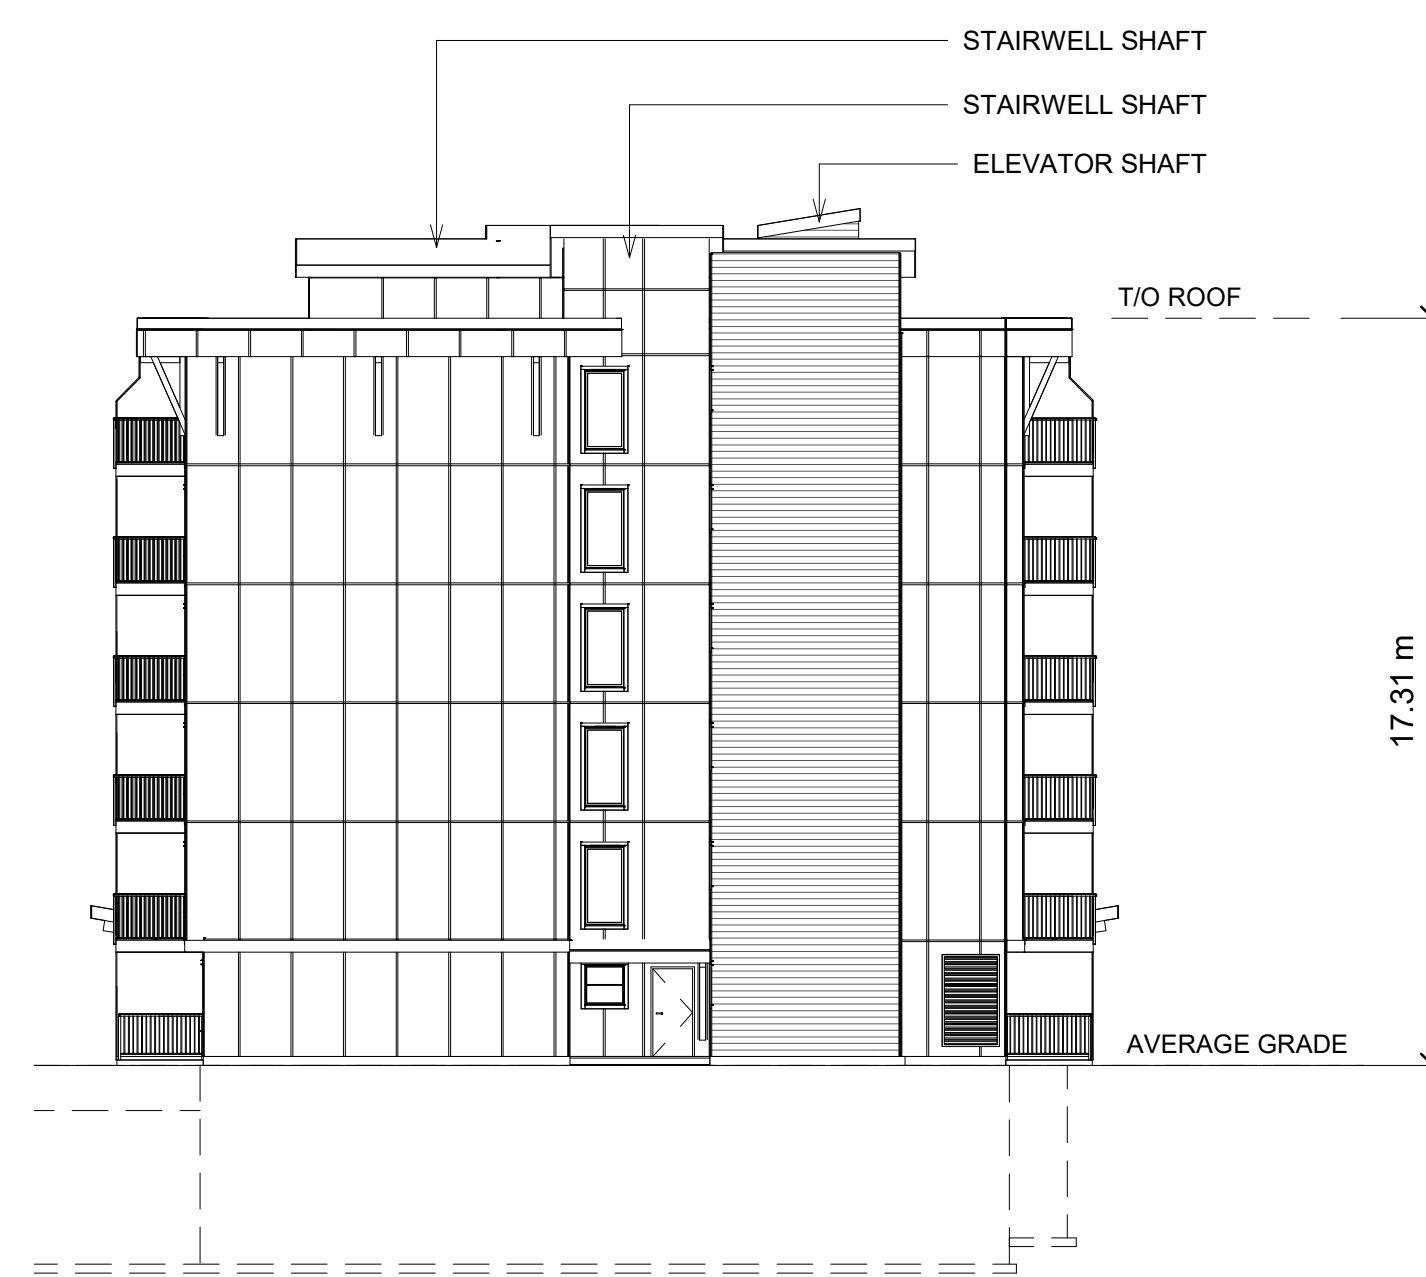 STAIRWELL SHAFT
STAIRWELL SHAFT
ELEVATOR SHAFT
T/O ROOF
17.31 m
AVERAGE GRADE